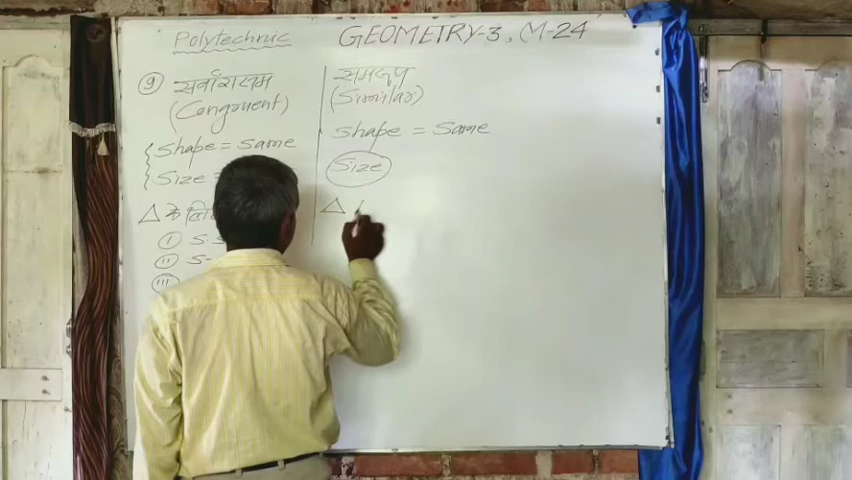 Polytechnic GEOMETRY-3, M-24
9 सर्वांगसम
(Congruent)
Shape = Same
Size =
△ के लि
(i) S-S
(ii) S-
(iii)
समरूप
(Similar)
Shape = Same
Size
△